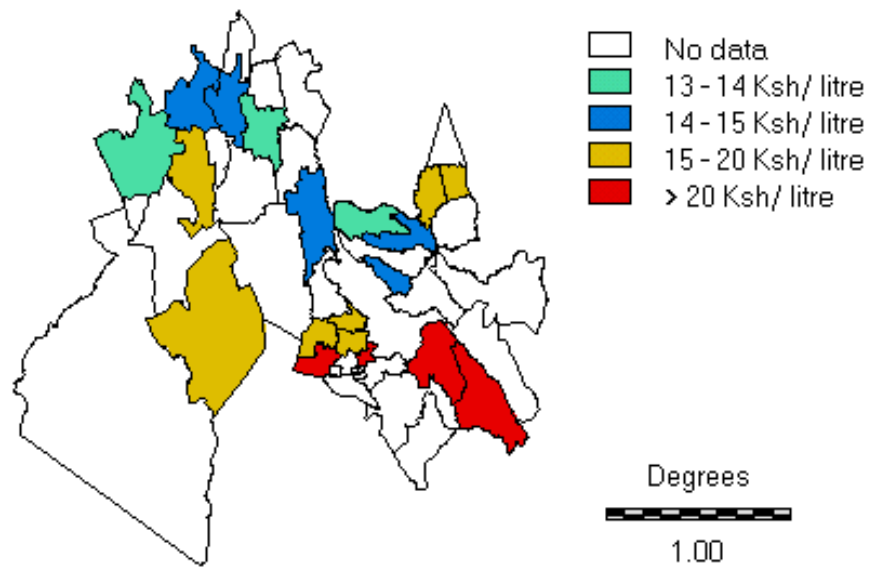 No data
13 - 14 Ksh/ litre
14 - 15 Ksh/ litre
15 - 20 Ksh/ litre
> 20 Ksh/ litre
Degrees
1.00